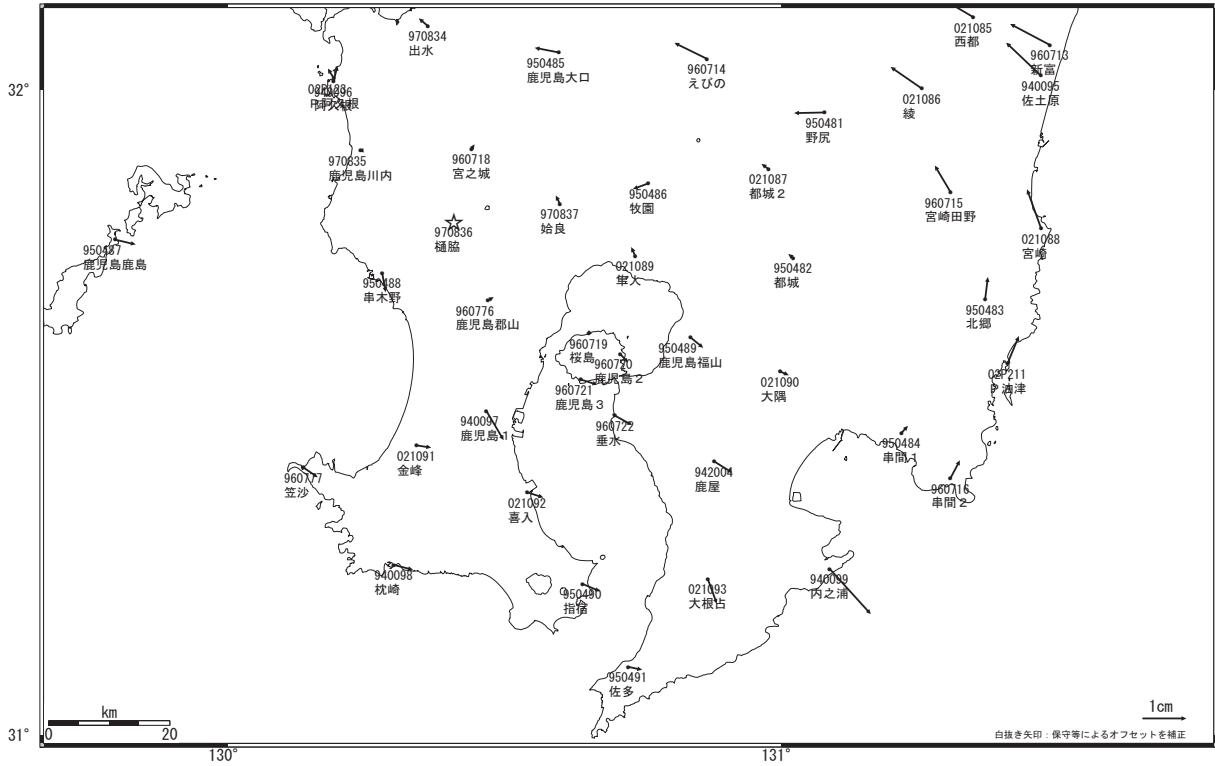 970834
出水
021085
西都
950485
鹿児島大口
960714
えびの
960713
新富
32°
940095
佐土原
021086
綾
950481
野尻
970835
鹿児島川内
960718
宮之城
021087
都城2
950486
牧園
960715
宮崎田野
970837
姶良
970836
樋脇
021088
宮崎
950487
鹿児島鹿島
021089
隼人
950482
都城
950488
串木野
960776
鹿児島郡山
950483
北郷
960719
桜島
950489
鹿児島福山
960720
鹿児島2
02P211
P油津
021090
大隅
960721
鹿児島3
940097
鹿児島1
960722
垂水
950484
串間1
021091
金峰
942004
鹿屋
960777
笠沙
960716
串間2
021092
喜入
940098
枕崎
940099
内之浦
950490
指宿
021093
大根占
950491
佐多
km
0 20
1cm
白抜き矢印：保守等によるオフセットを補正
31°
130°
131°